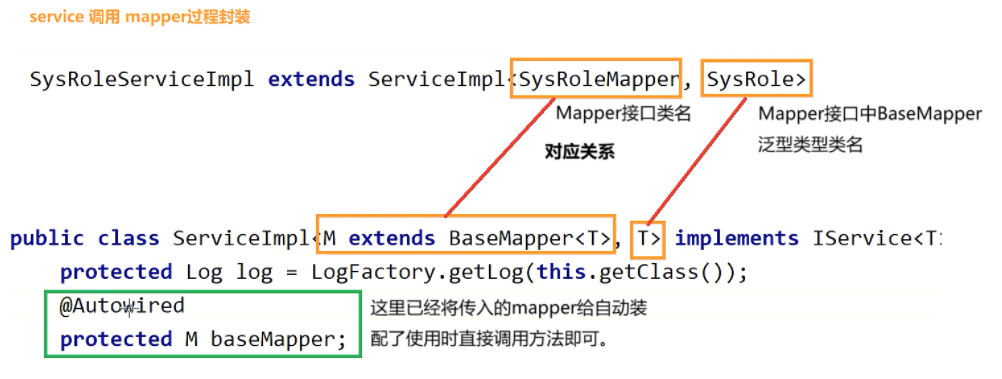 service 调用 mapper过程封装
SysRoleServiceImpl extends ServiceImpl<SysRoleMapper, SysRole>
Mapper接口类名
Mapper接口中BaseMapper
泛型类型类名
对应关系
public class ServiceImpl<M extends BaseMapper<T>, T> implements IService<T
protected Log log = LogFactory.getLog(this.getClass());
@Autowired
这里已经将传入的mapper给自动装
protected M baseMapper;
配了使用时直接调用方法即可。